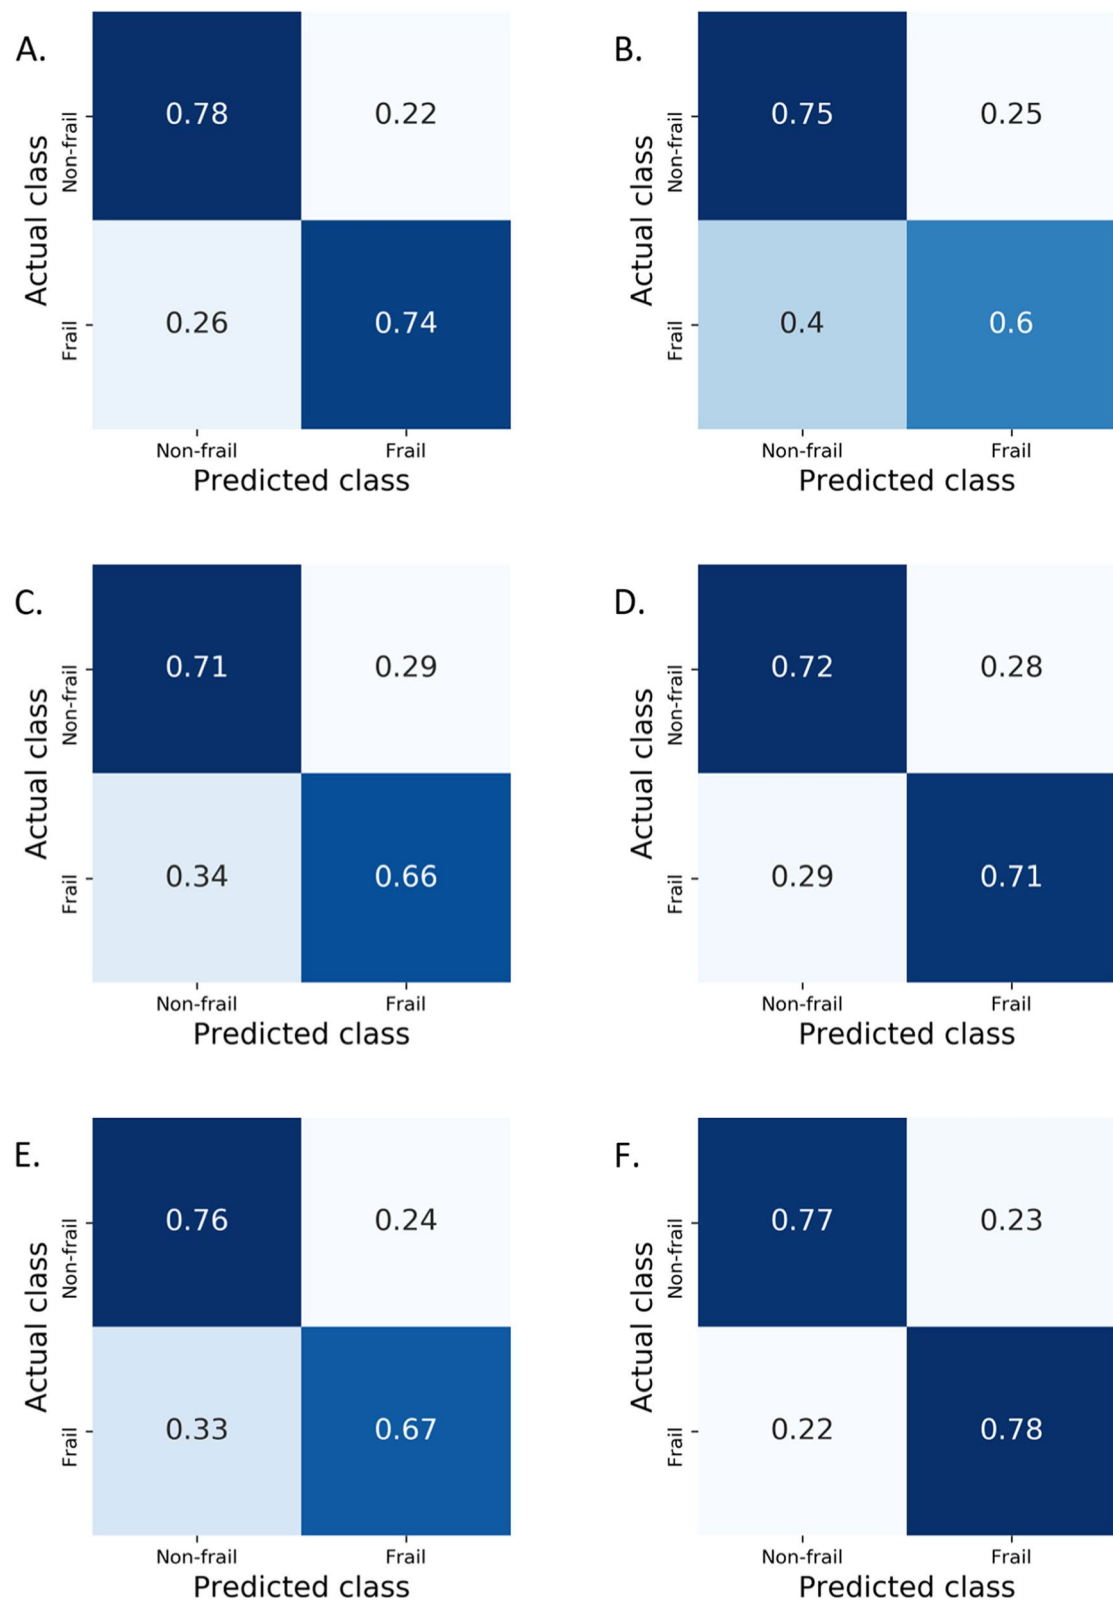 A.
Actual class
Non-frail
0.78 0.22
Frail
0.26 0.74
Non-frail Frail
Predicted class
B.
Actual class
Non-frail
0.75 0.25
Frail
0.4 0.6
Non-frail Frail
Predicted class
C.
Actual class
Non-frail
0.71 0.29
Frail
0.34 0.66
Non-frail Frail
Predicted class
D.
Actual class
Non-frail
0.72 0.28
Frail
0.29 0.71
Non-frail Frail
Predicted class
E.
Actual class
Non-frail
0.76 0.24
Frail
0.33 0.67
Non-frail Frail
Predicted class
F.
Actual class
Non-frail
0.77 0.23
Frail
0.22 0.78
Non-frail Frail
Predicted class